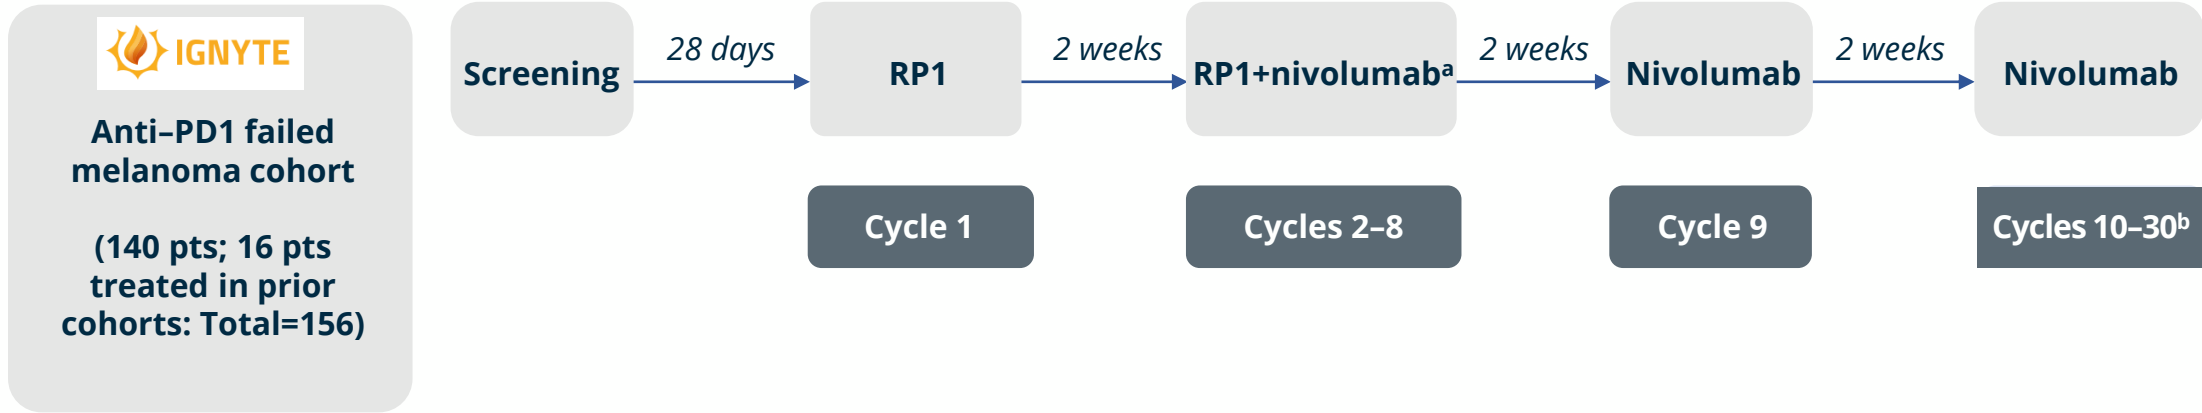 IGNYTE
Anti–PD1 failed
melanoma cohort
(140 pts; 16 pts
treated in prior
cohorts: Total=156)
Screening
28 days
RP1
2 weeks
RP1+nivolumabᵃ
2 weeks
Nivolumab
2 weeks
Nivolumab
Cycle 1
Cycles 2–8
Cycle 9
Cycles 10–30ᵇ